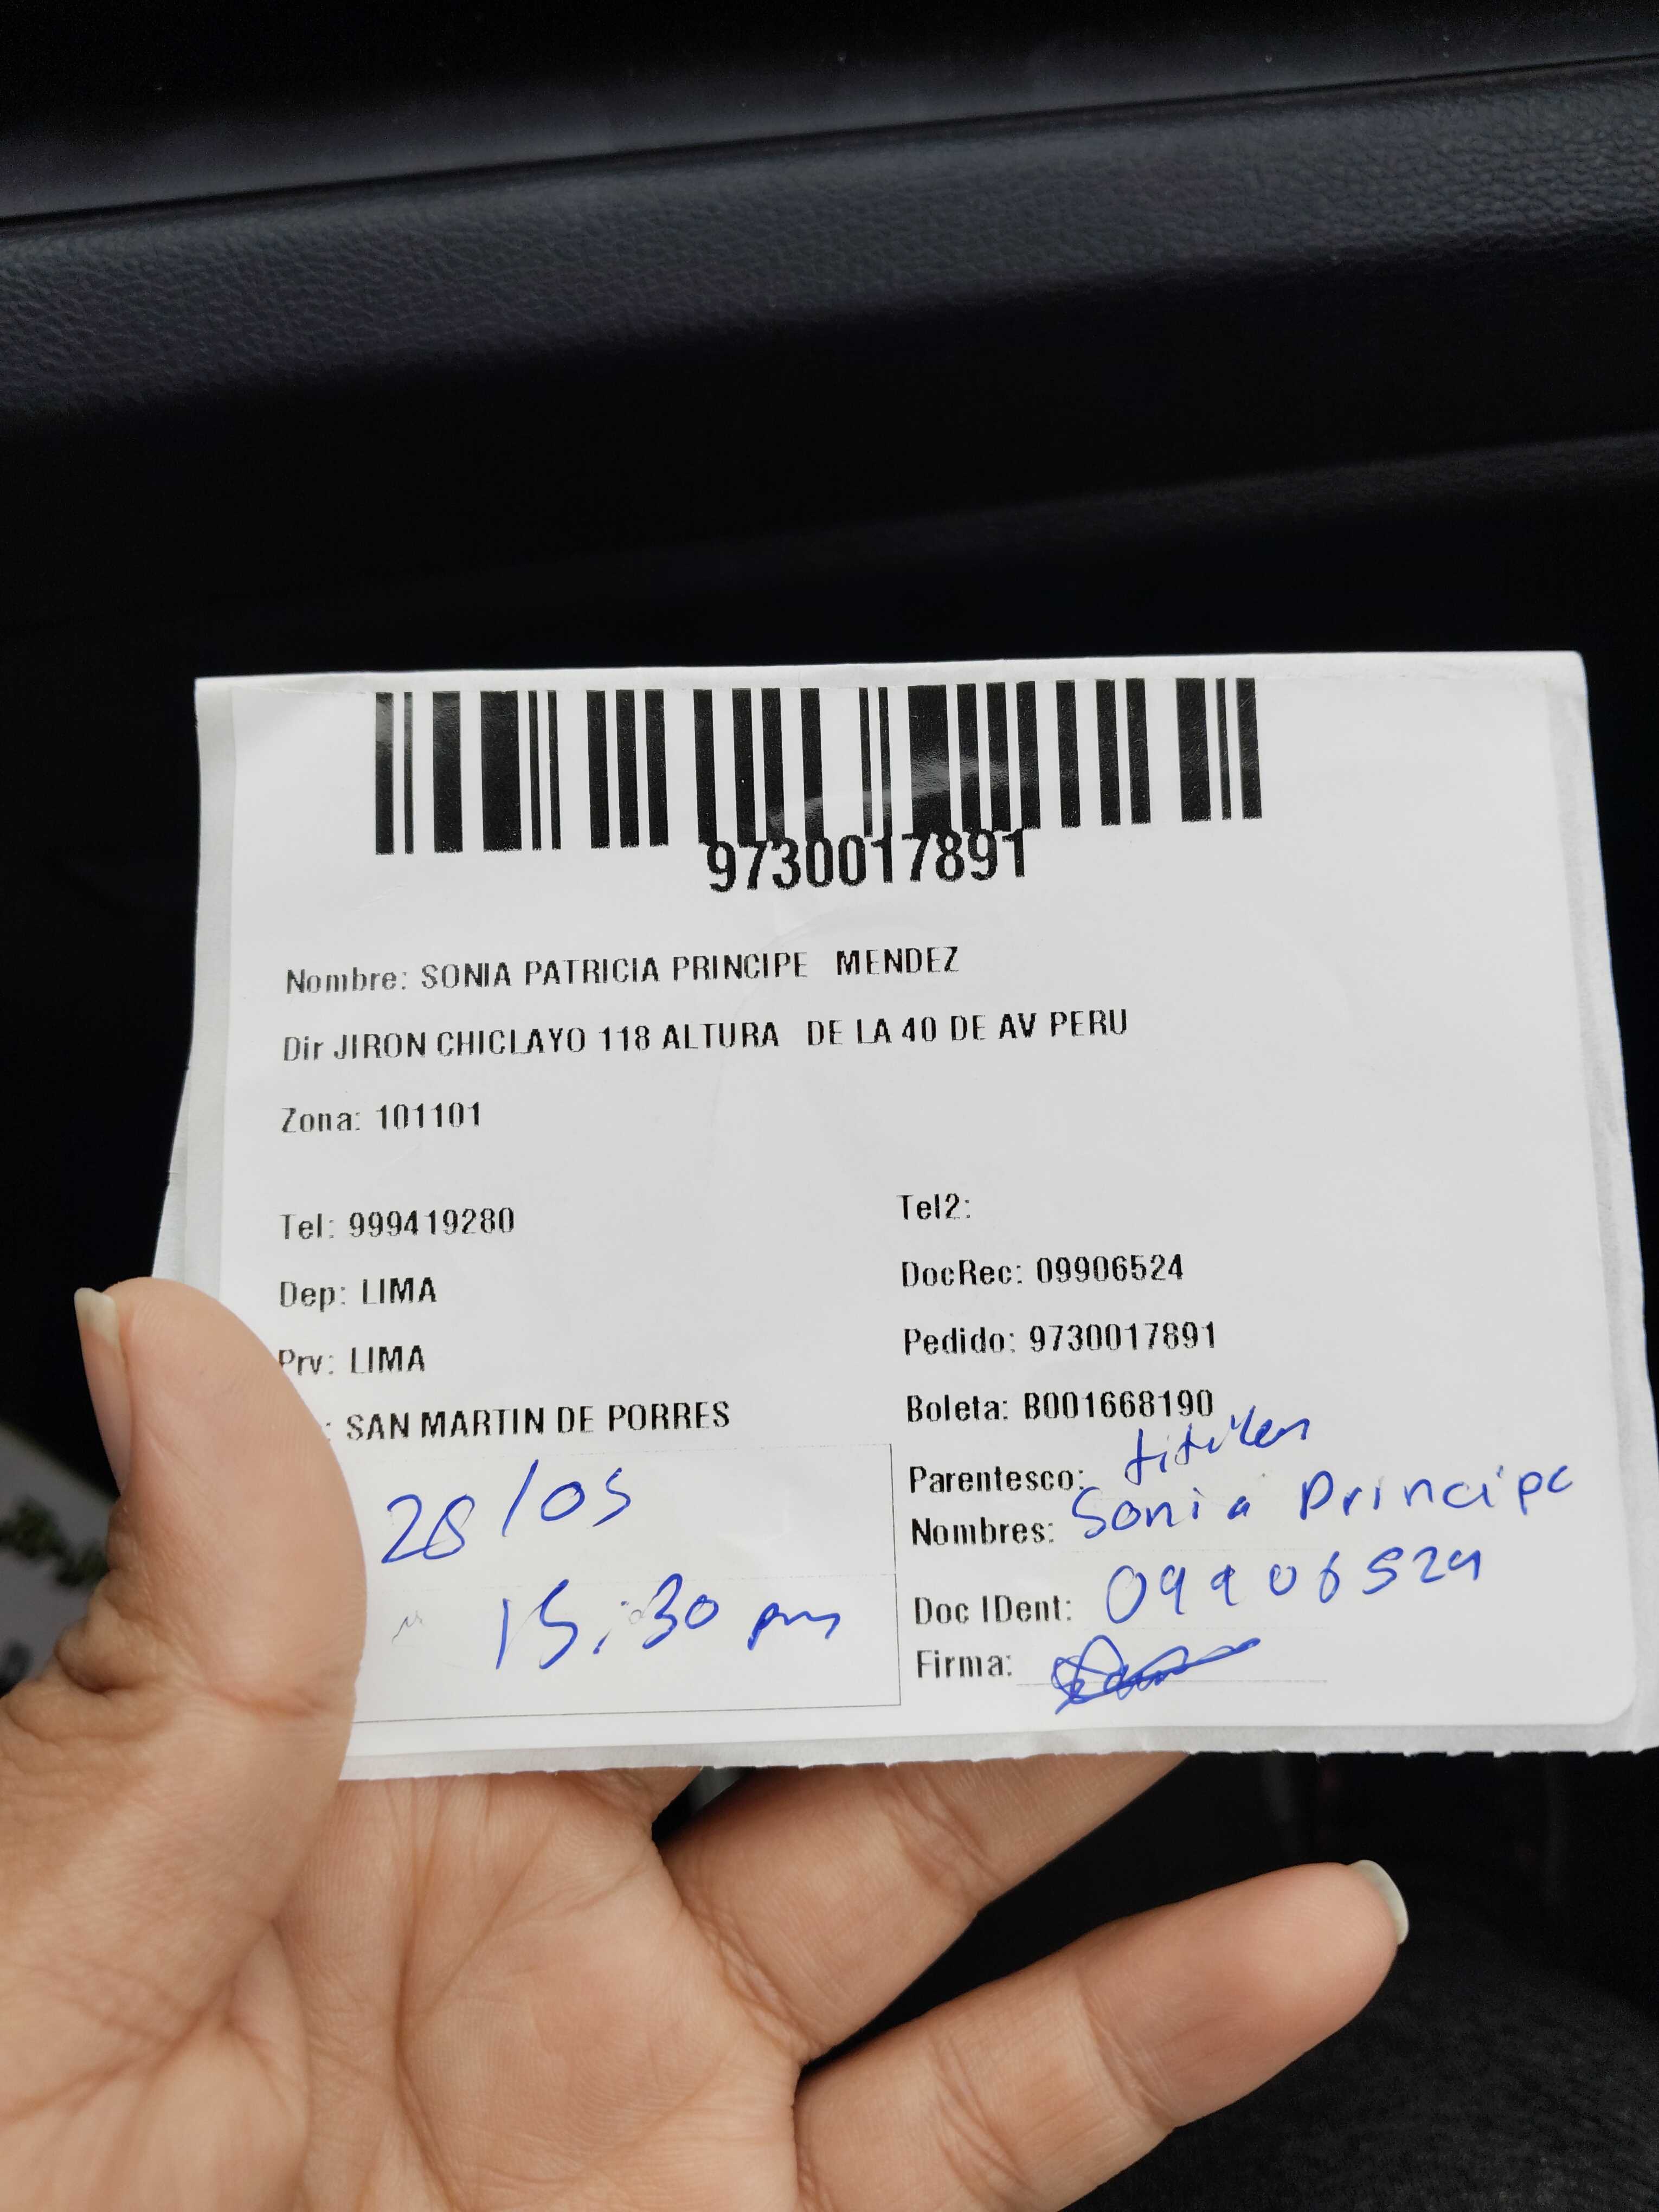 9730017891
Nombre: SONIA PATRICIA PRINCIPE MENDEZ
Dir JIRON CHICLAYO 118 ALTURA DE LA 40 DE AV PERU
Zona: 101101
Tel: 999419280
Tel2:
Dep: LIMA
DocRec: 09906524
Prv: LIMA
Pedido: 9730017891
: SAN MARTIN DE PORRES
Boleta: B001668190
28/05
Parentesco: titular
Nombres: Sonia Principe
15:30 pm
Doc IDent: 09906524
Firma: